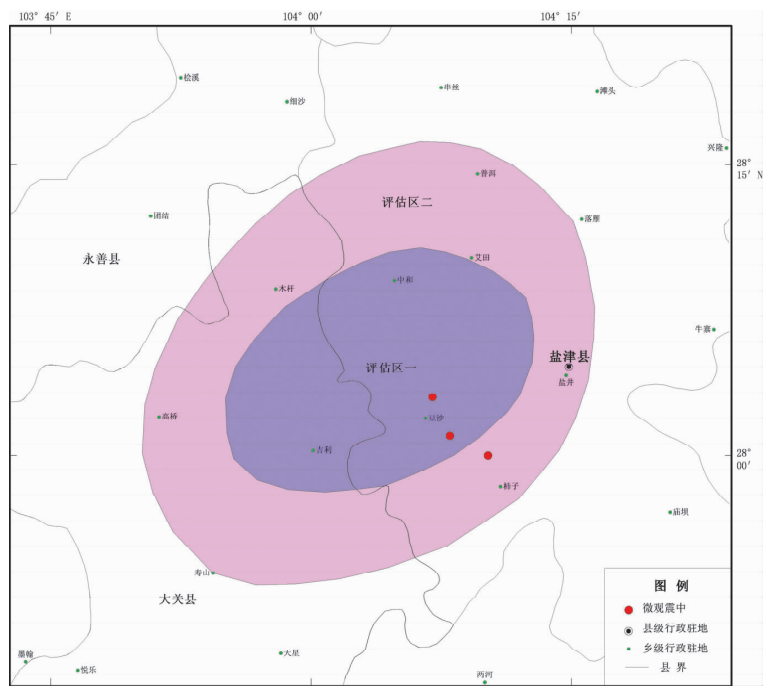 103° 45′ E
104° 00′
104° 15′
桧溪
细沙
串丝
滩头
兴隆
28°
15′ N
普洱
评估区二
团结
落雁
永善县
艾田
中和
木杆
牛寨
盐津县
评估区一
盐井
高桥
豆沙
吉利
28°
00′
柿子
庙坝
寿山
大关县
图 例
微观震中
县级行政驻地
乡级行政驻地
县 界
大星
墨翰
悦乐
两河